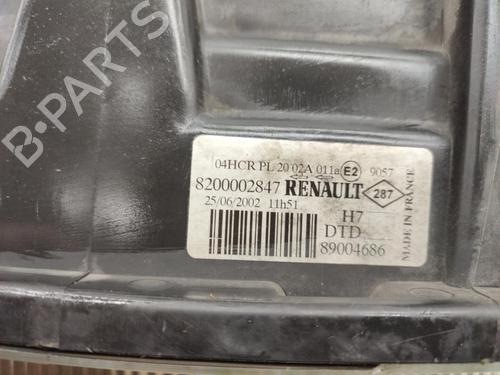 B-PARTS
04HCR PL 20 02A 011a E2 9057
8200002847 RENAULT 287
25/06/2002 11h51
H7
DTD
89004686
MADE IN FRANCE